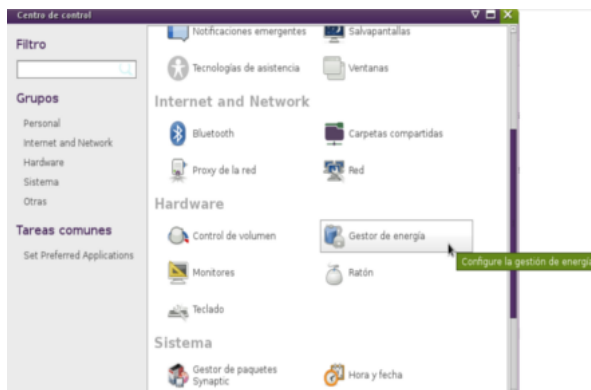 Centro de control
Filtro
Grupos
Personal
Internet and Network
Hardware
Sistema
Otras
Tareas comunes
Set Preferred Applications
Notificaciones emergentes
Salvapantallas
Tecnologías de asistencia
Ventanas
Internet and Network
Bluetooth
Carpetas compartidas
Proxy de la red
Red
Hardware
Control de volumen
Gestor de energía
Configure la gestión de energía
Monitores
Ratón
Teclado
Sistema
Gestor de paquetes
Synaptic
Hora y fecha